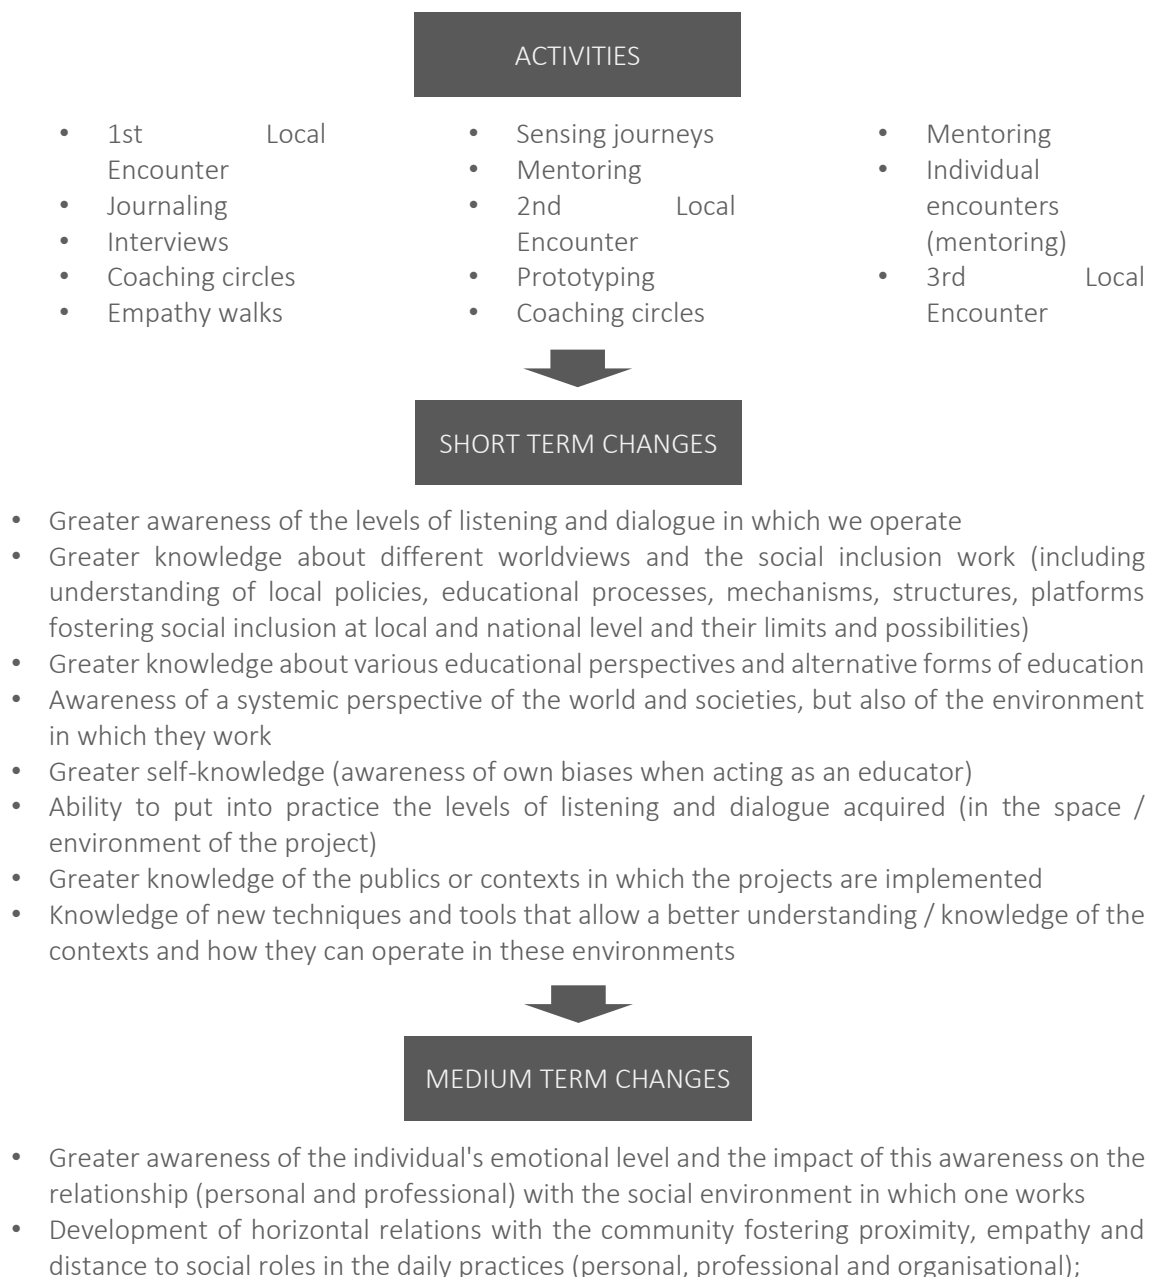 ACTIVITIES
• 1st Local
Encounter
• Journaling
• Interviews
• Coaching circles
• Empathy walks
• Sensing journeys
• Mentoring
• 2nd Local
Encounter
• Prototyping
• Coaching circles
• Mentoring
• Individual
encounters
(mentoring)
• 3rd Local
Encounter
SHORT TERM CHANGES
• Greater awareness of the levels of listening and dialogue in which we operate
• Greater knowledge about different worldviews and the social inclusion work (including
understanding of local policies, educational processes, mechanisms, structures, platforms
fostering social inclusion at local and national level and their limits and possibilities)
• Greater knowledge about various educational perspectives and alternative forms of education
• Awareness of a systemic perspective of the world and societies, but also of the environment
in which they work
• Greater self-knowledge (awareness of own biases when acting as an educator)
• Ability to put into practice the levels of listening and dialogue acquired (in the space /
environment of the project)
• Greater knowledge of the publics or contexts in which the projects are implemented
• Knowledge of new techniques and tools that allow a better understanding / knowledge of the
contexts and how they can operate in these environments
MEDIUM TERM CHANGES
• Greater awareness of the individual's emotional level and the impact of this awareness on the
relationship (personal and professional) with the social environment in which one works
• Development of horizontal relations with the community fostering proximity, empathy and
distance to social roles in the daily practices (personal, professional and organisational);